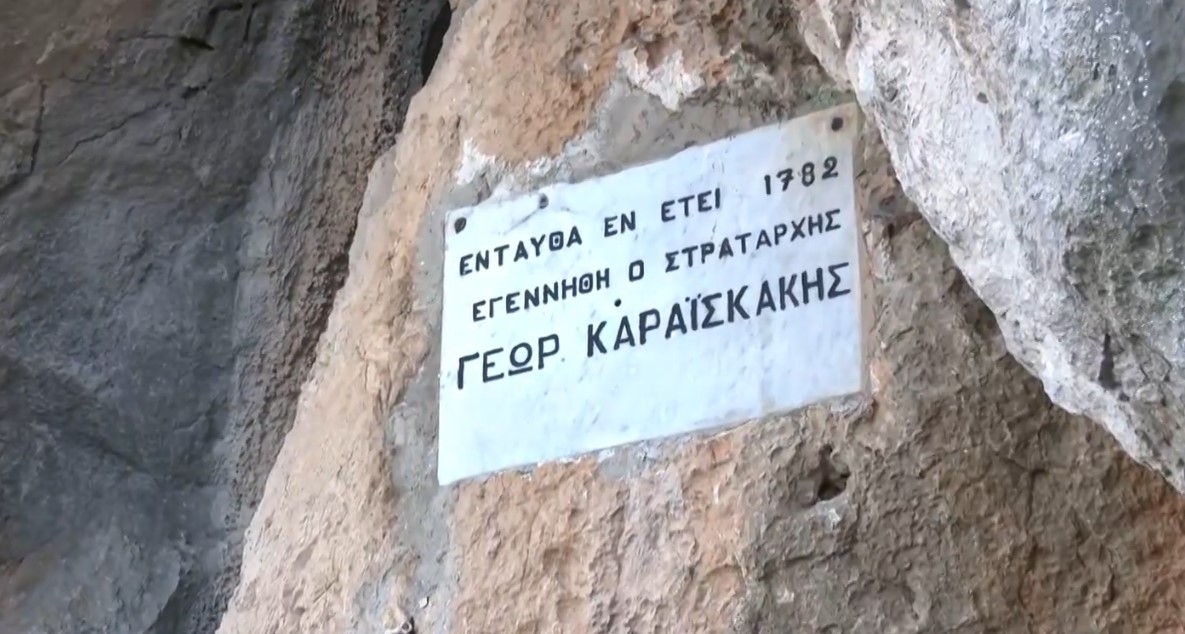 ΕΝΤΑΥΘΑ ΕΝ ΕΤΕΙ 1782
ΕΓΕΝΝΗΘΗ Ο ΣΤΡΑΤΑΡΧΗΣ
ΓΕΩΡ ΚΑΡΑΪΣΚΑΚΗΣ